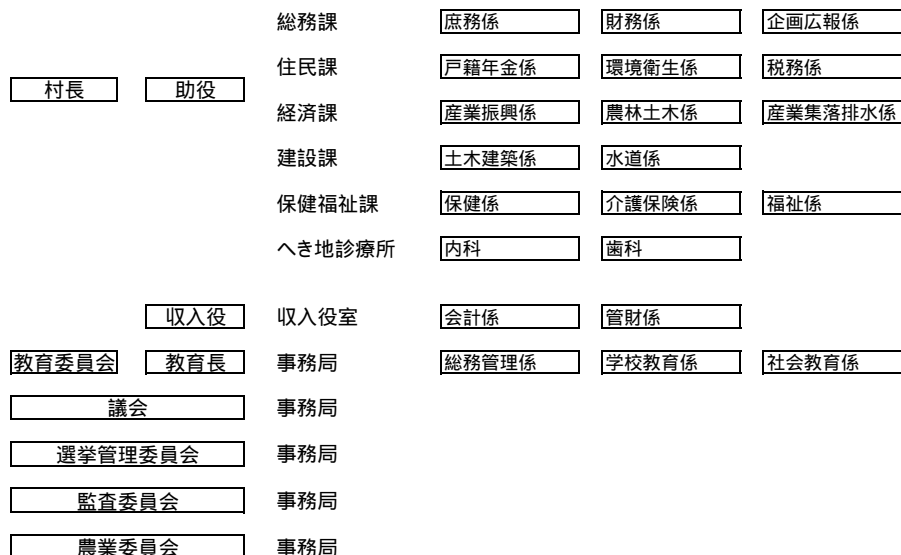 総務課 庶務係 財務係 企画広報係
住民課 戸籍年金係 環境衛生係 税務係
村長 助役
経済課 産業振興係 農林土木係 産業集落排水係
建設課 土木建築係 水道係
保健福祉課 保健係 介護保険係 福祉係
へき地診療所 内科 歯科
収入役 収入役室 会計係 管財係
教育委員会 教育長 事務局 総務管理係 学校教育係 社会教育係
議会 事務局
選挙管理委員会 事務局
監査委員会 事務局
農業委員会 事務局